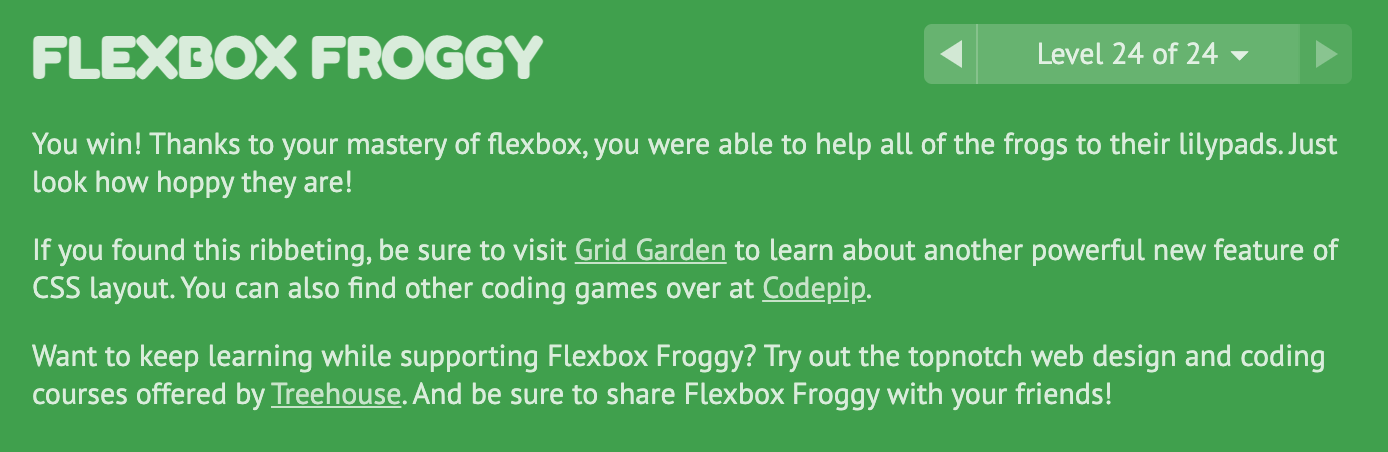 FLEXBOX FROGGY
Level 24 of 24
You win! Thanks to your mastery of flexbox, you were able to help all of the frogs to their lilypads. Just
look how hoppy they are!
If you found this ribbeting, be sure to visit Grid Garden to learn about another powerful new feature of
CSS layout. You can also find other coding games over at Codepip.
Want to keep learning while supporting Flexbox Froggy? Try out the topnotch web design and coding
courses offered by Treehouse. And be sure to share Flexbox Froggy with your friends!